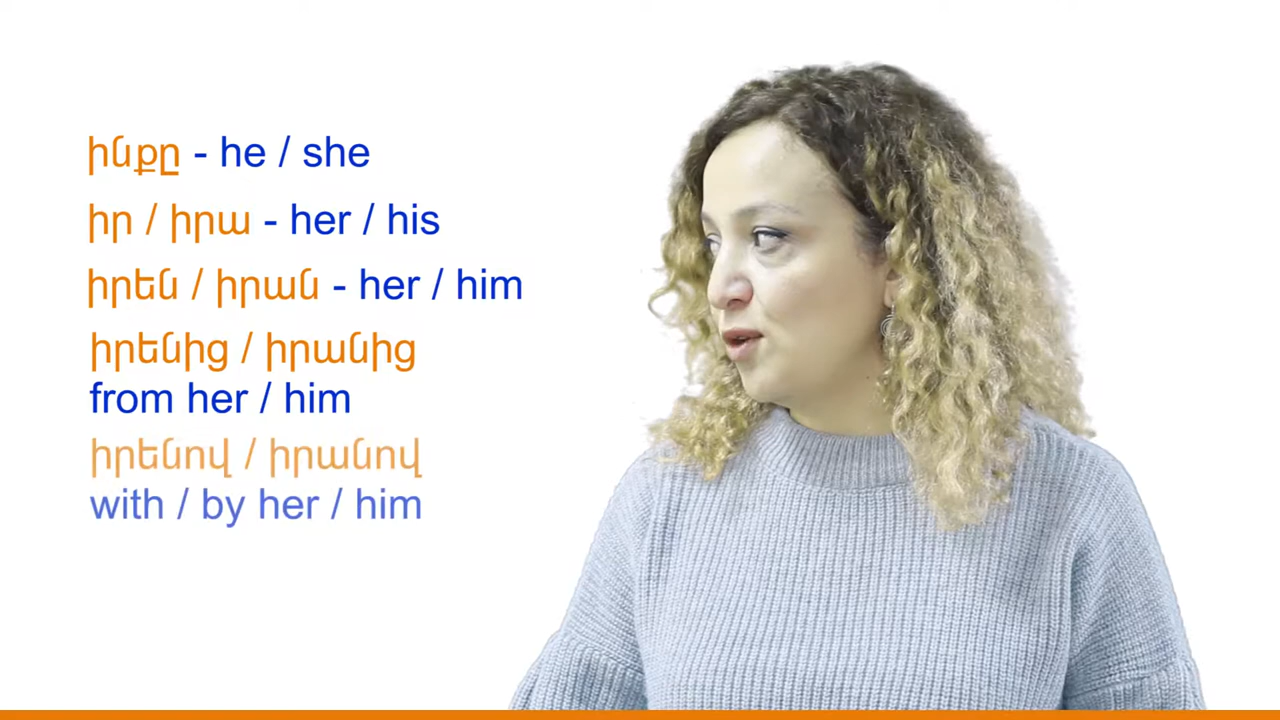 ինքը - he / she
իր / իրա - her / his
իրեն / իրան - her / him
իրենից / իրանից
from her / him
իրենով / իրանով
with / by her / him